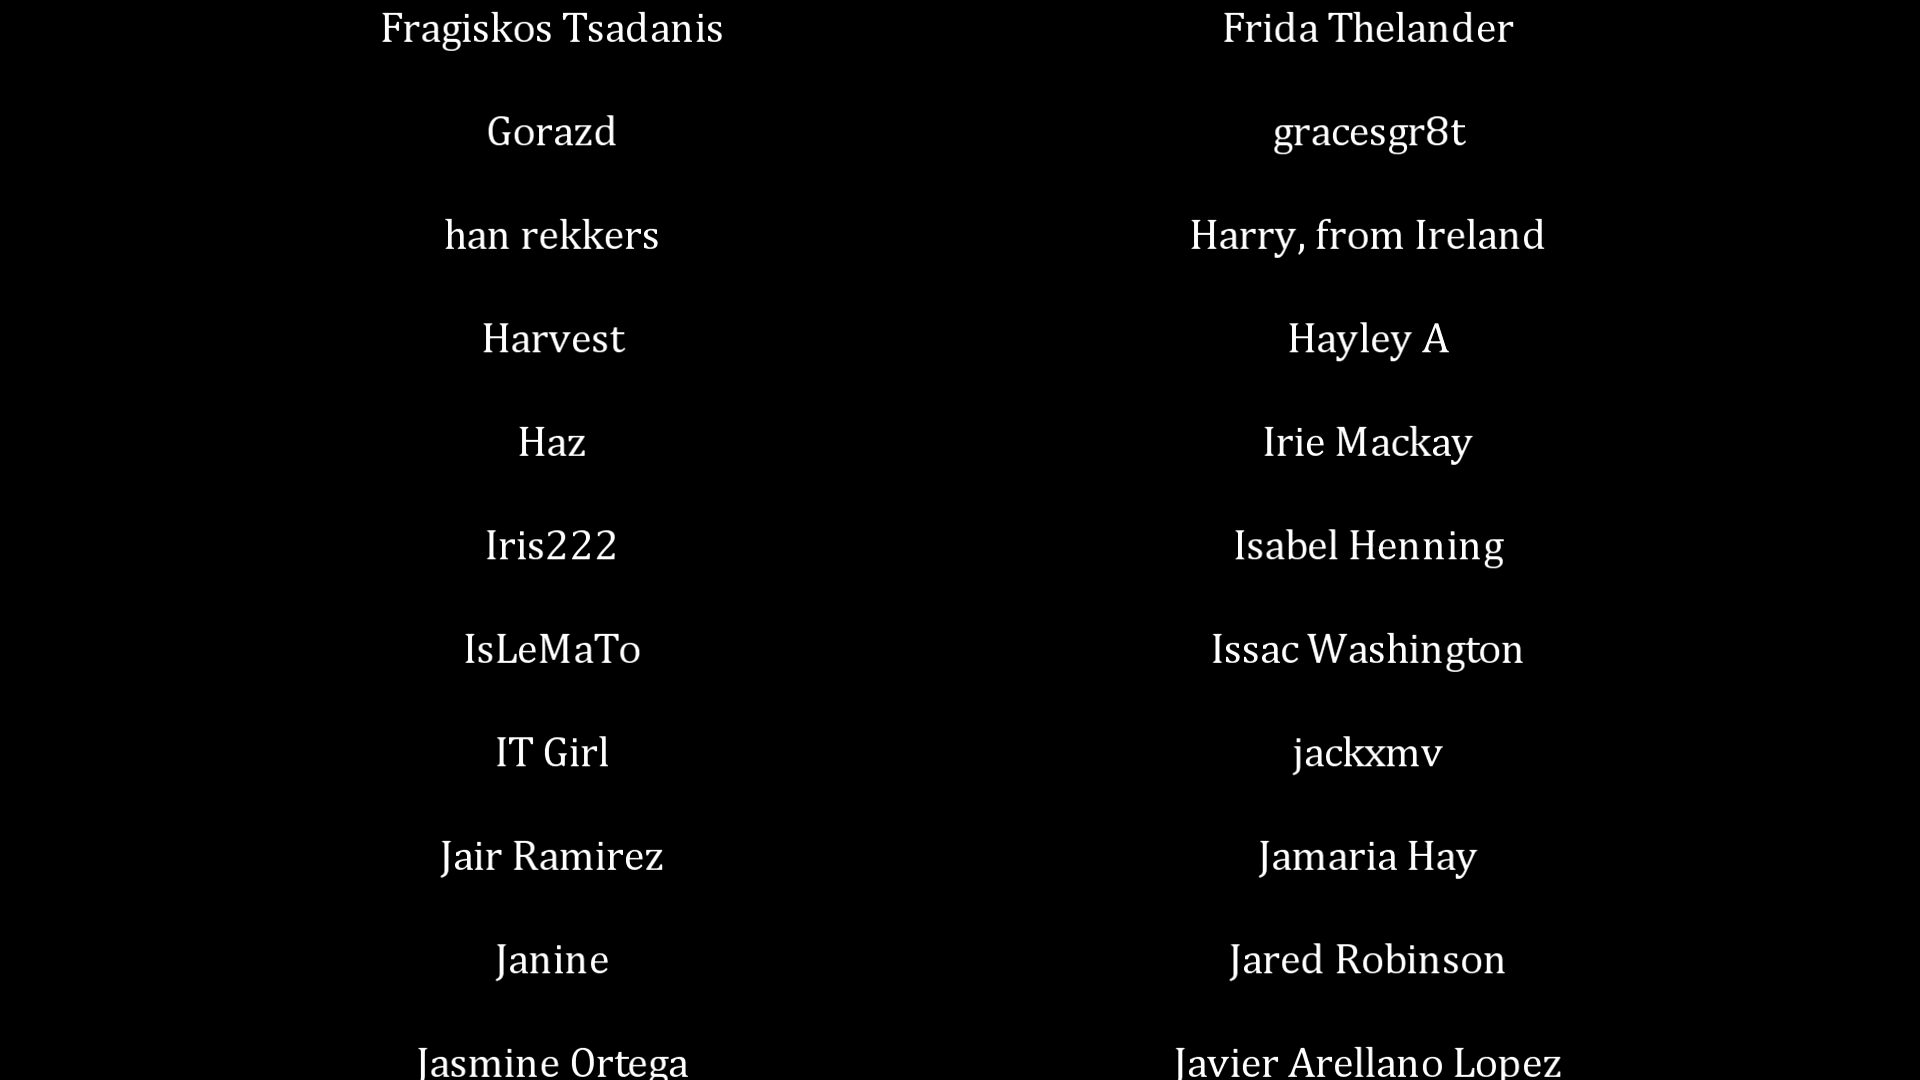 Fragiskos Tsadanis Frida Thelander
Gorazd gracesgr8t
han rekkers Harry, from Ireland
Harvest Hayley A
Haz Irie Mackay
Iris222 Isabel Henning
IsLeMaTo Issac Washington
IT Girl jackxmv
Jair Ramirez Jamaria Hay
Janine Jared Robinson
Jasmine Ortega Javier Arellano Lopez